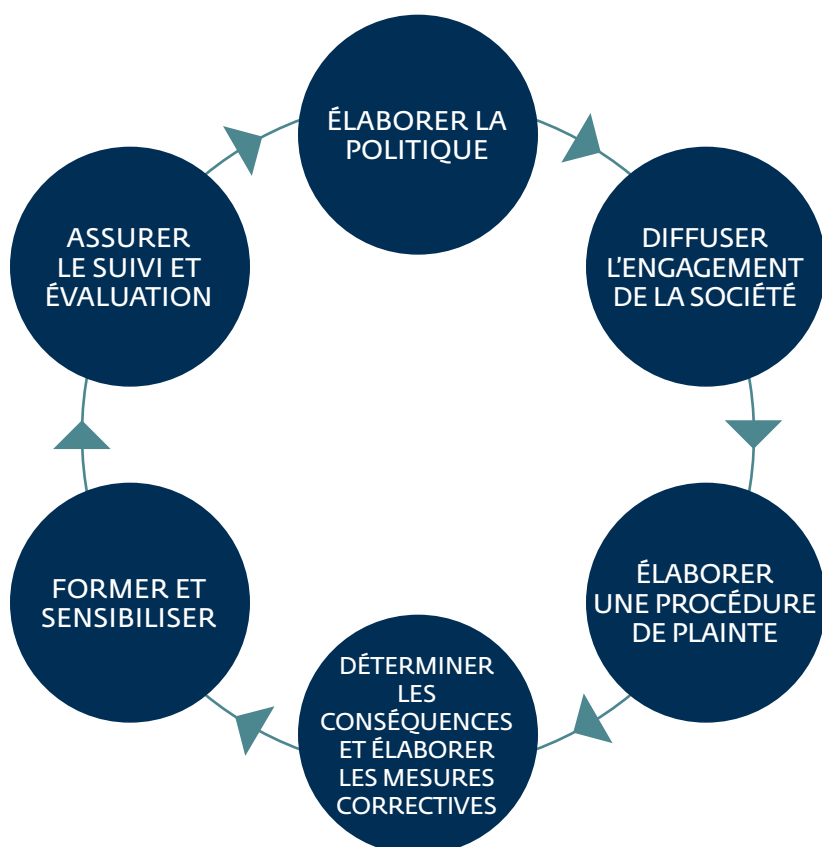 ÉLABORER LA
POLITIQUE
DIFFUSER
L'ENGAGEMENT
DE LA SOCIÉTÉ
ÉLABORER
UNE PROCÉDURE
DE PLAINTE
DÉTERMINER
LES
CONSÉQUENCES
ET ÉLABORER
LES MESURES
CORRECTIVES
FORMER ET
SENSIBILISER
ASSURER
LE SUIVI ET
ÉVALUATION